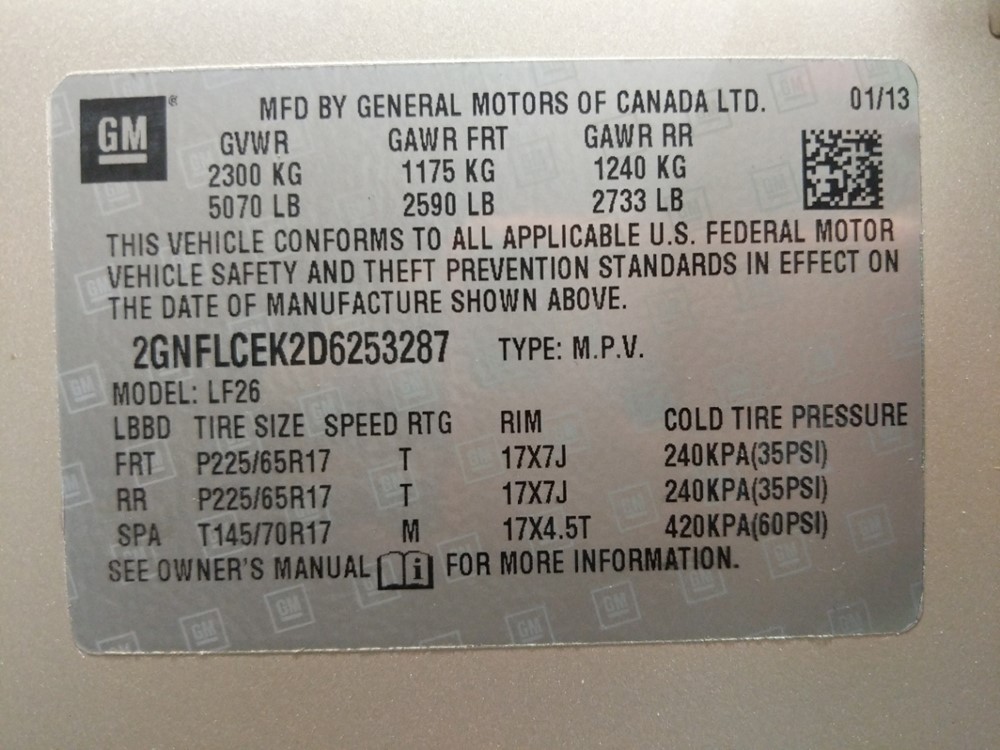 GM ® MFD BY GENERAL MOTORS OF CANADA LTD. 01/13
GVWR GAWR FRT GAWR RR
2300 KG 1175 KG 1240 KG
5070 LB 2590 LB 2733 LB
THIS VEHICLE CONFORMS TO ALL APPLICABLE U.S. FEDERAL MOTOR
VEHICLE SAFETY AND THEFT PREVENTION STANDARDS IN EFFECT ON
THE DATE OF MANUFACTURE SHOWN ABOVE.
2GNFLCEK2D6253287 TYPE: M.P.V.
MODEL: LF26
LBBD TIRE SIZE SPEED RTG RIM COLD TIRE PRESSURE
FRT P225/65R17 T 17X7J 240KPA(35PSI)
RR P225/65R17 T 17X7J 240KPA(35PSI)
SPA T145/70R17 M 17X4.5T 420KPA(60PSI)
SEE OWNER'S MANUAL i FOR MORE INFORMATION.